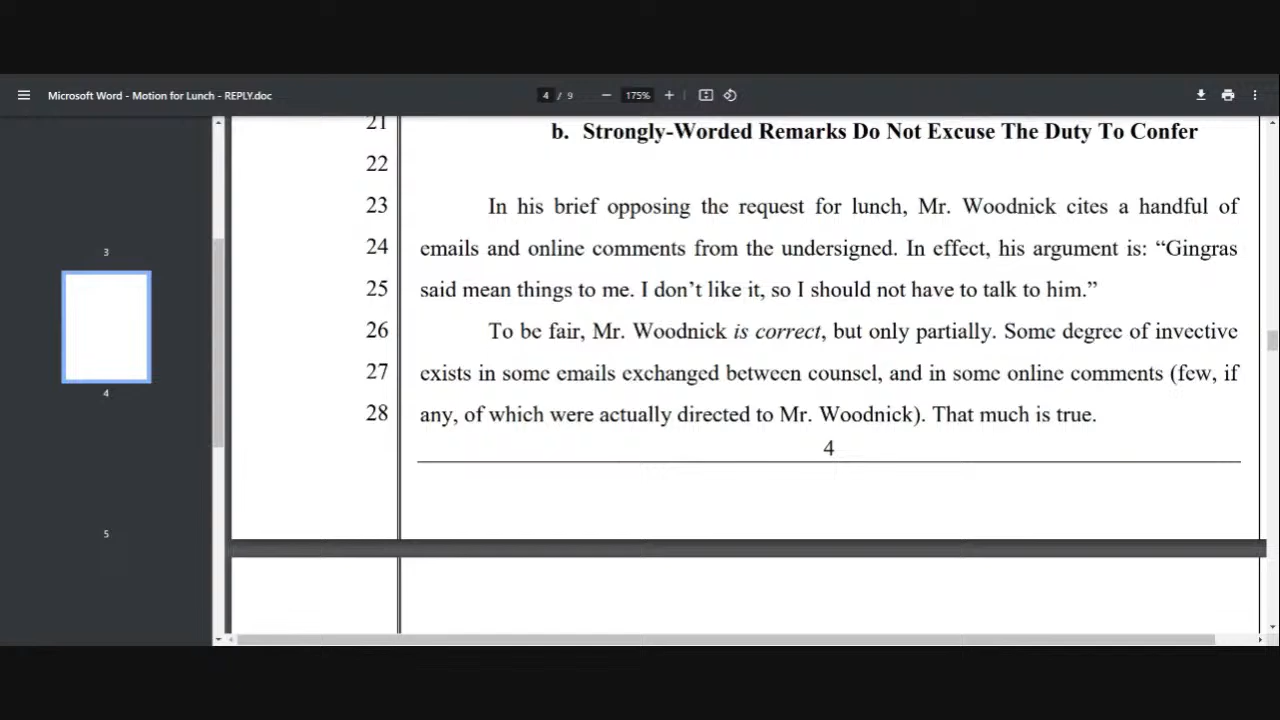 Microsoft Word - Motion for Lunch - REPLY.doc
4 / 9
175%
21 b. Strongly-Worded Remarks Do Not Excuse The Duty To Confer
22
23 In his brief opposing the request for lunch, Mr. Woodnick cites a handful of
24 emails and online comments from the undersigned. In effect, his argument is: “Gingras
25 said mean things to me. I don’t like it, so I should not have to talk to him.”
26 To be fair, Mr. Woodnick is correct, but only partially. Some degree of invective
27 exists in some emails exchanged between counsel, and in some online comments (few, if
28 any, of which were actually directed to Mr. Woodnick). That much is true.
4
3
4
5